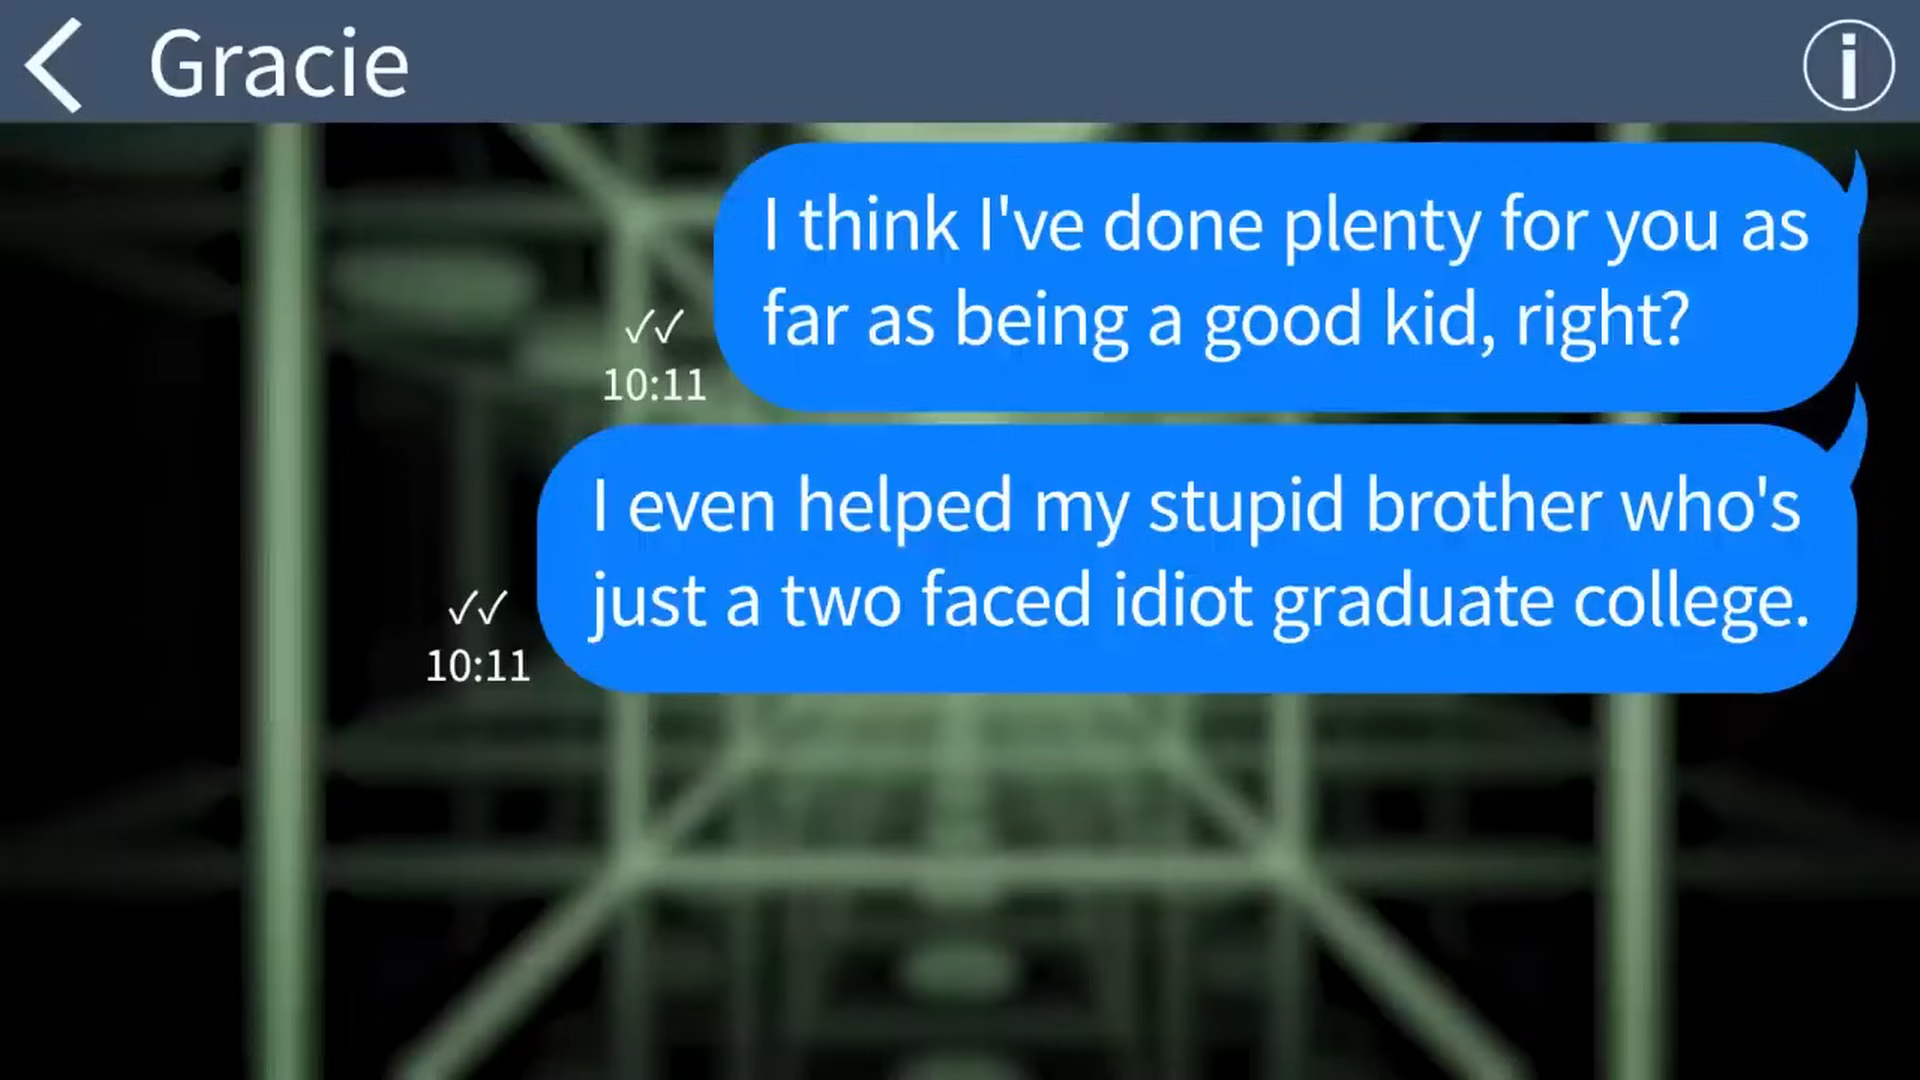 Gracie
I think I've done plenty for you as
far as being a good kid, right?
✓✓
10:11
I even helped my stupid brother who's
just a two faced idiot graduate college.
✓✓
10:11